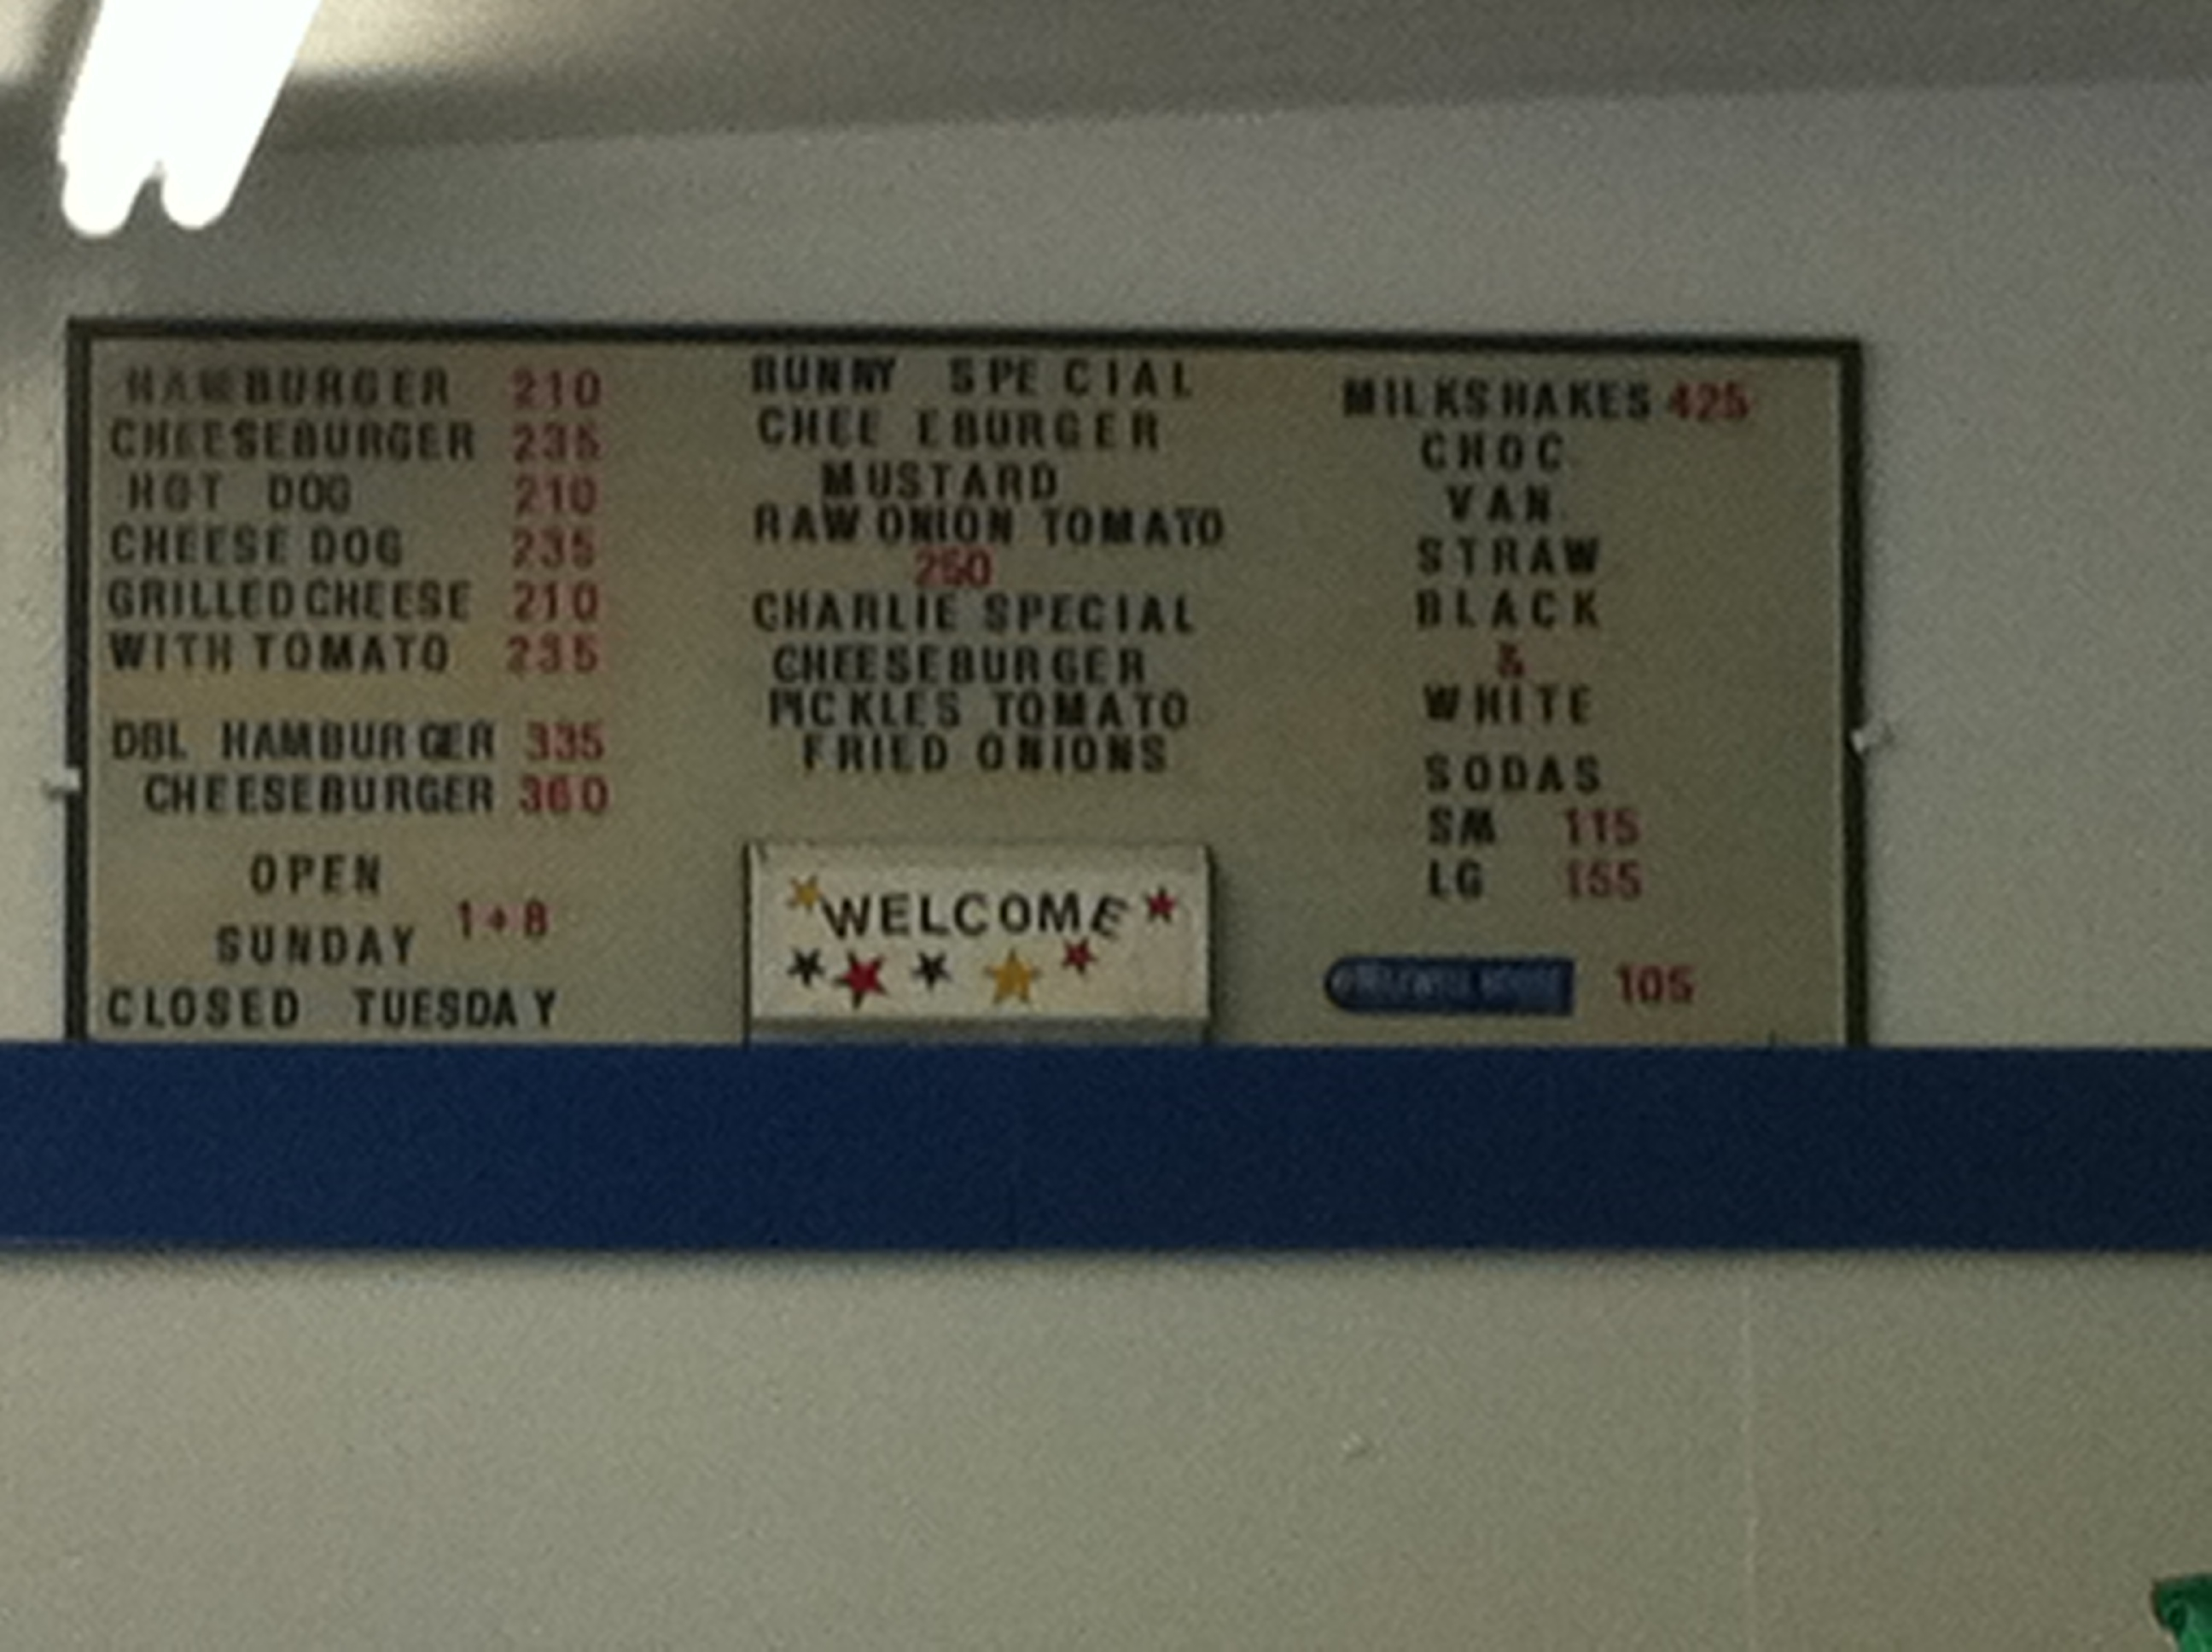 HAMBURGER 210
CHEESEBURGER 235
HOT DOG 210
CHEESE DOG 235
GRILLED CHEESE 210
WITH TOMATO 235
DBL HAMBURGER 335
CHEESEBURGER 360
OPEN
SUNDAY 1+8
CLOSED TUESDAY
BUNNY SPECIAL
CHEE EBURGER
MUSTARD
RAW ONION TOMATO
250
CHARLIE SPECIAL
CHEESEBURGER
PICKLES TOMATO
FRIED ONIONS
WELCOME
MILKSHAKES 425
CHOC
VAN
STRAW
BLACK
&
WHITE
SODAS
SM 115
LG 155
105